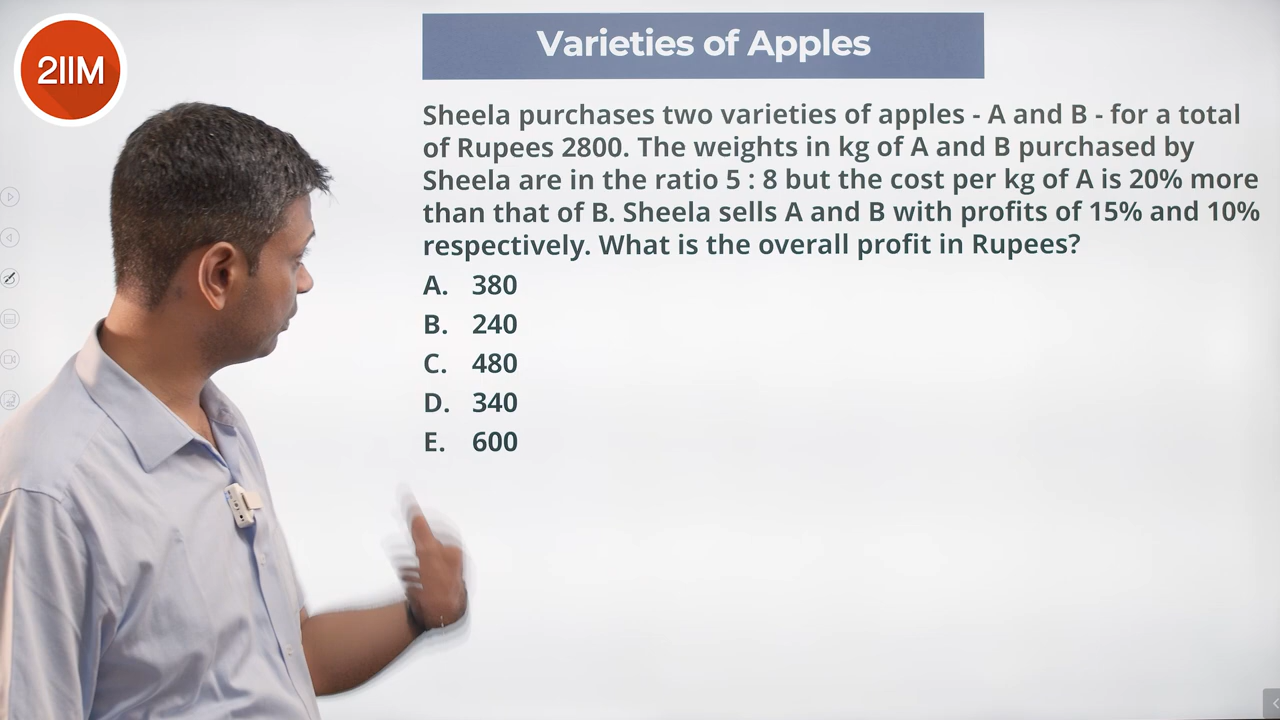 2IIM
Varieties of Apples
Sheela purchases two varieties of apples - A and B - for a total
of Rupees 2800. The weights in kg of A and B purchased by
Sheela are in the ratio 5 : 8 but the cost per kg of A is 20% more
than that of B. Sheela sells A and B with profits of 15% and 10%
respectively. What is the overall profit in Rupees?
A. 380
B. 240
C. 480
D. 340
E. 600